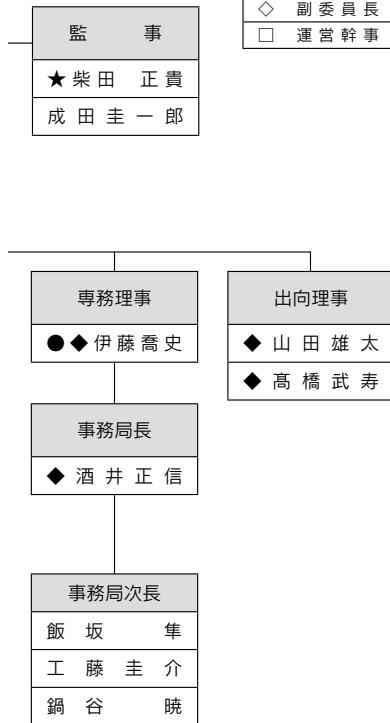 ◇ 副委員長
□ 運営幹事
監 事
★柴田 正貴
成田圭一郎
専務理事
●◆伊藤喬史
出向理事
◆山田雄太
◆髙橋武寿
事務局長
◆酒井正信
事務局次長
飯坂 隼
工藤圭介
鍋谷 暁